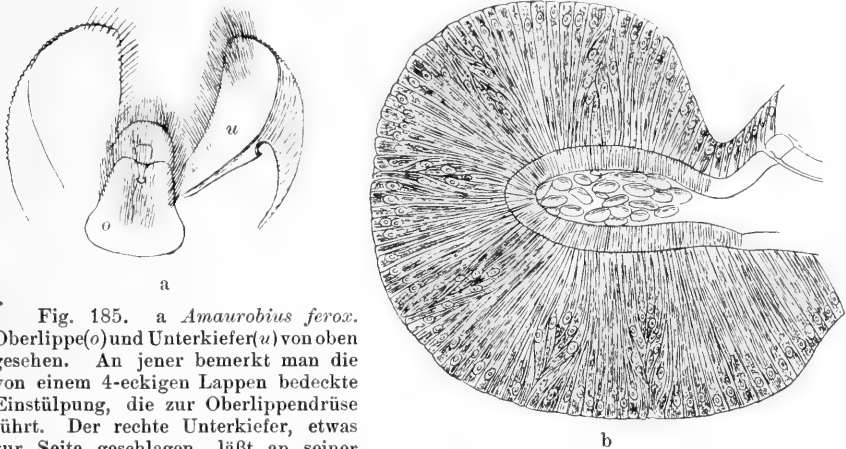 u
o
a
b
Fig. 185. a Amaurobius ferox.
Oberlippe(o) und Unterkiefer(u) von oben
gesehen. An jener bemerkt man die
von einem 4-eckigen Lappen bedeckte
Einstülpung, die zur Oberlippendrüse
führt. Der rechte Unterkiefer, etwas
zur Seite geschlagen, läßt an seiner